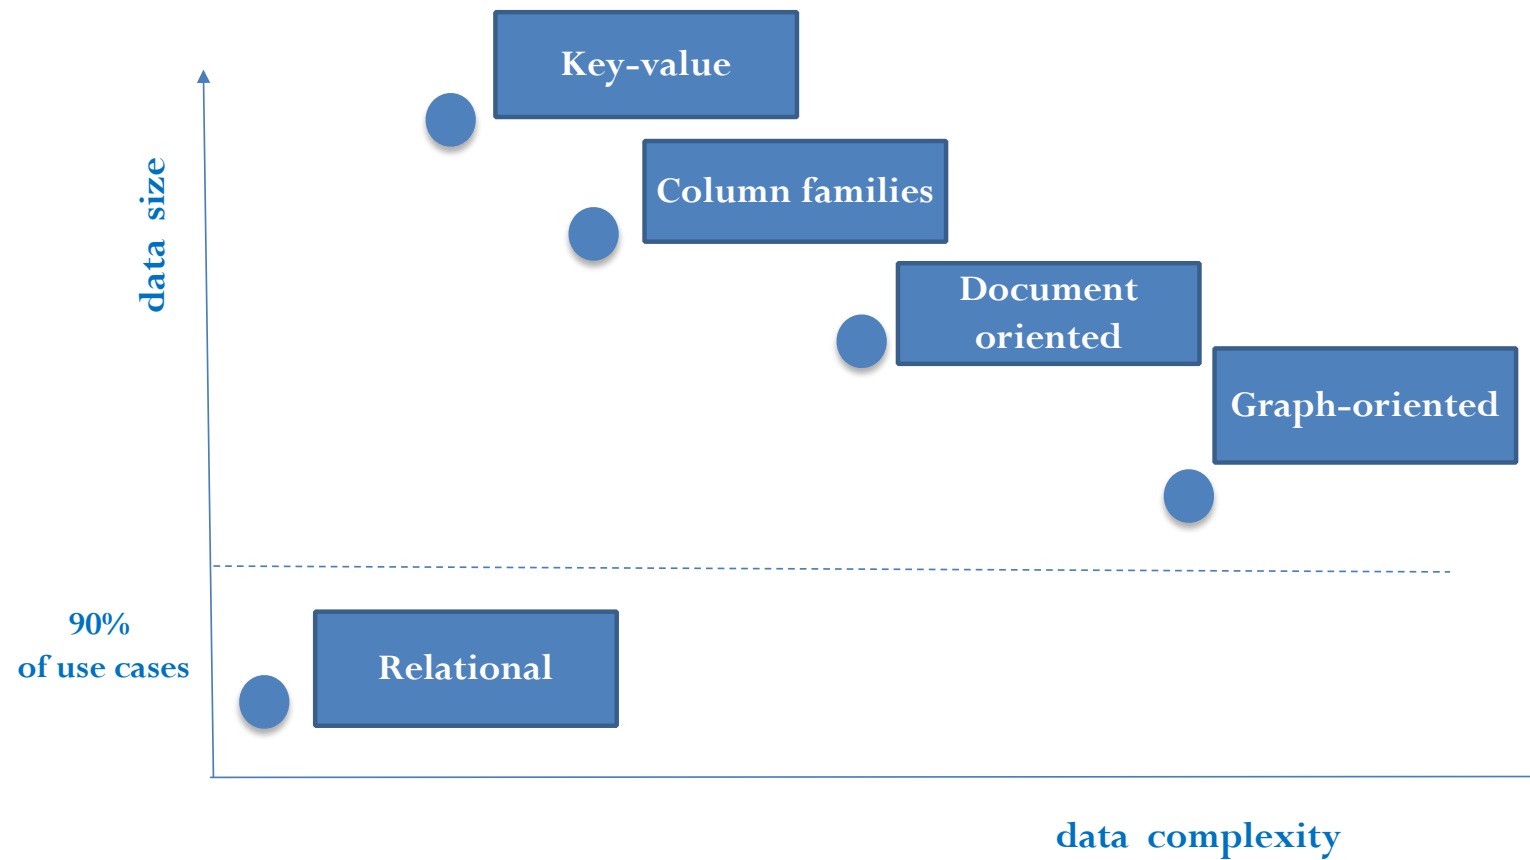 Key-value
data size
Column families
Document
oriented
Graph-oriented
90%
of use cases
Relational
data complexity